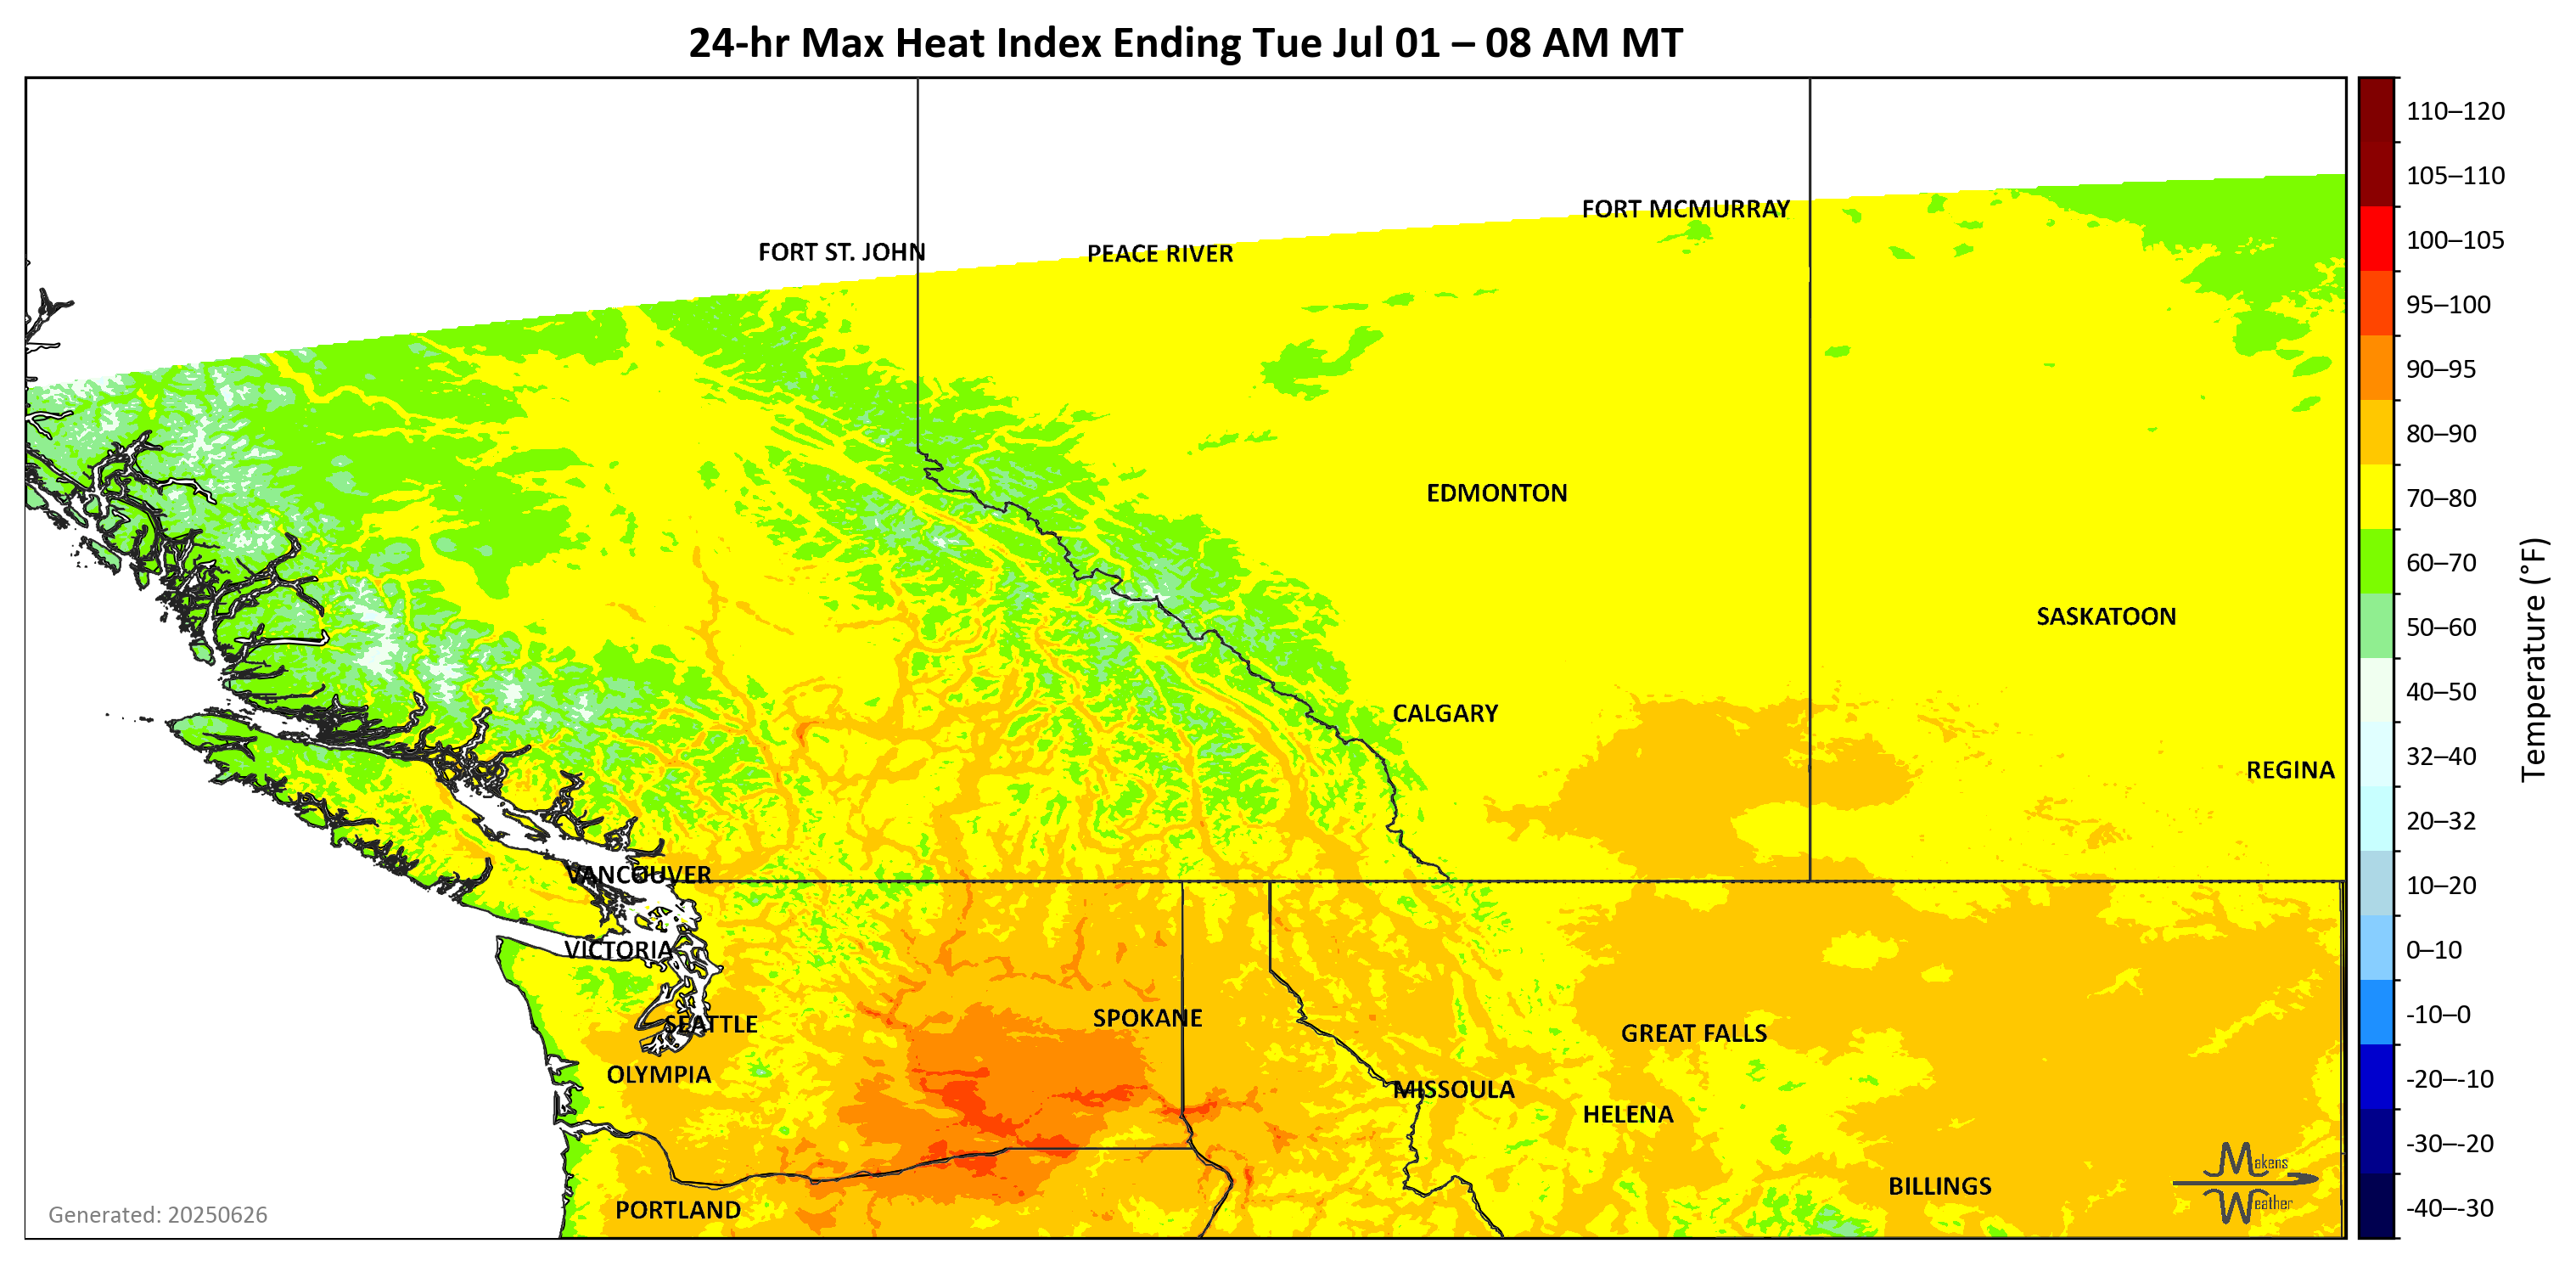 24-hr Max Heat Index Ending Tue Jul 01 – 08 AM MT
110–120
105–110
FORT MCMURRAY
100–105
FORT ST. JOHN
PEACE RIVER
95–100
90–95
80–90
EDMONTON
70–80
60–70
SASKATOON
50–60
Temperature (°F)
40–50
CALGARY
32–40
REGINA
20–32
VANCOUVER
10–20
VICTORIA
0–10
SPOKANE
-10–0
SEATTLE
GREAT FALLS
OLYMPIA
-20–-10
MISSOULA
HELENA
-30–-20
Makens
Weather
BILLINGS
PORTLAND
-40–-30
Generated: 20250626